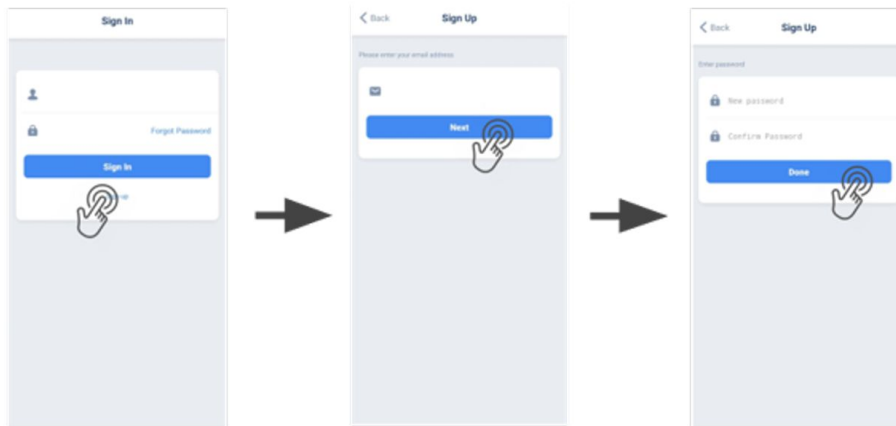 Sign In
Forgot Password
Sign In
Back
Sign Up
Please enter your email address
Next
Back
Sign Up
Enter password
New password
Confirm Password
Done